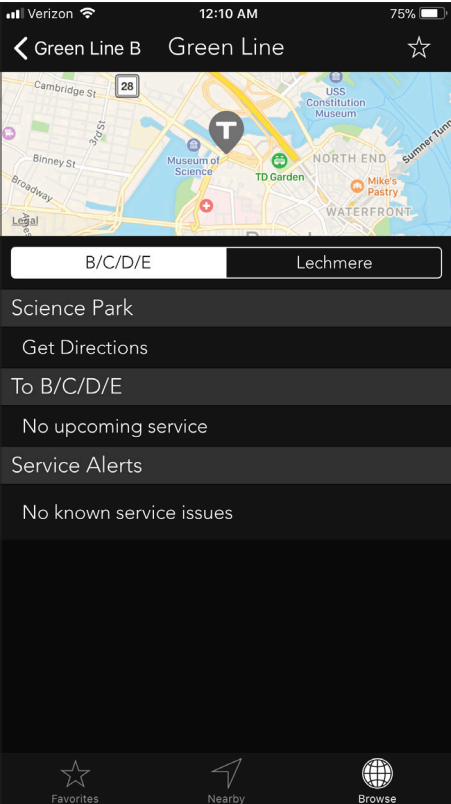 Verizon 12:10 AM 75%
Green Line B Green Line
Cambridge St 28
USS
Constitution
Museum
3rd St
T
Sumner Tunn
Binney St
Museum of
Science
NORTH END
TD Garden
Broadway
Mike's
Pastry
WATERFRONT
Legal
B/C/D/E Lechmere
Science Park
Get Directions
To B/C/D/E
No upcoming service
Service Alerts
No known service issues
Favorites Nearby Browse